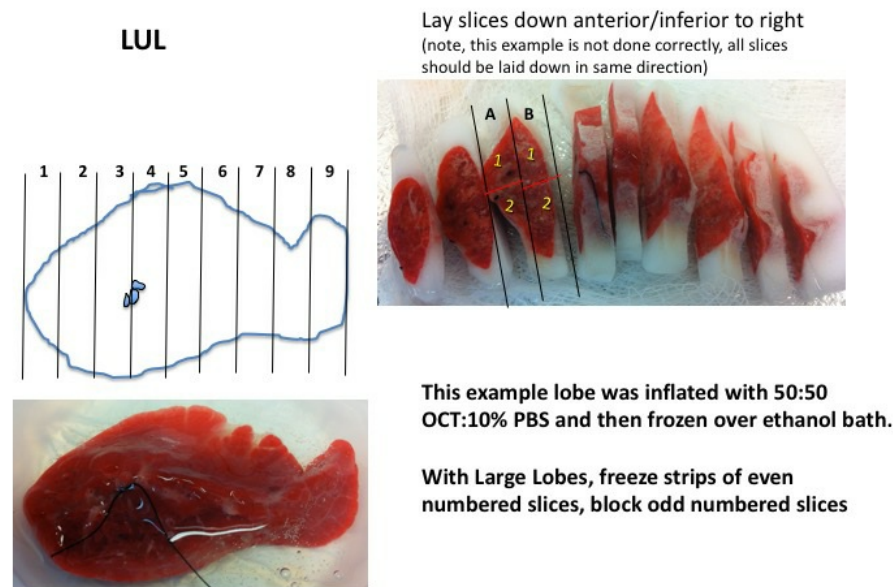 LUL
Lay slices down anterior/inferior to right
(note, this example is not done correctly, all slices
should be laid down in same direction)
A B
1 1
2 2
1 2 3 4 5 6 7 8 9
This example lobe was inflated with 50:50
OCT:10% PBS and then frozen over ethanol bath.
With Large Lobes, freeze strips of even
numbered slices, block odd numbered slices